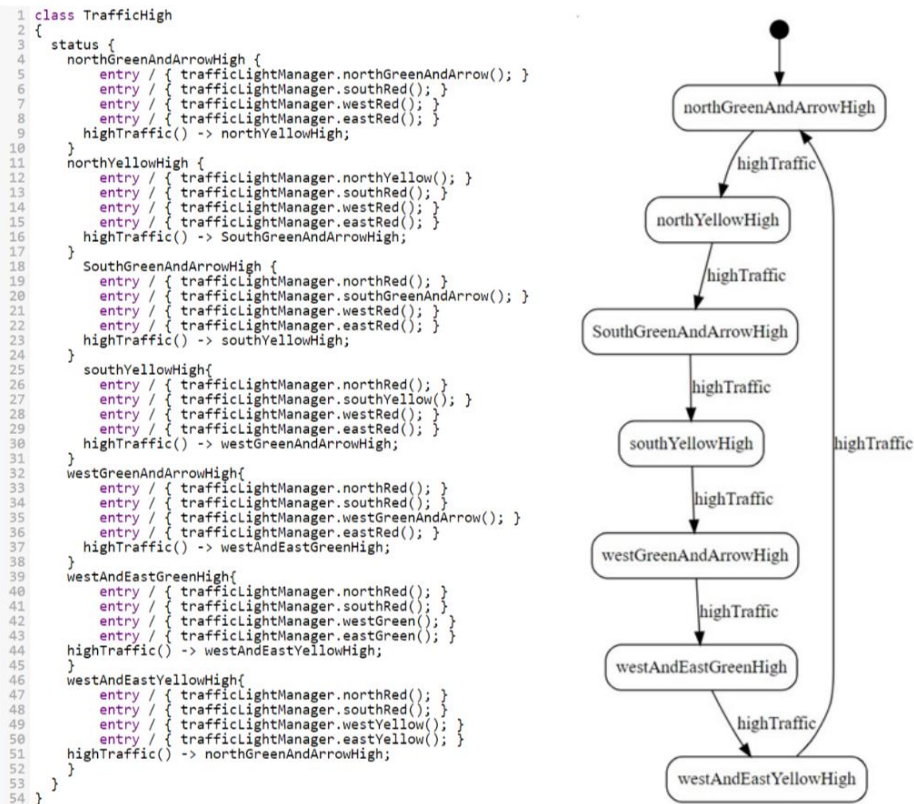 1 class TrafficHigh
2 {
3 status {
4 northGreenAndArrowHigh {
5 entry / { trafficLightManager.northGreenAndArrow(); }
6 entry / { trafficLightManager.southRed(); }
7 entry / { trafficLightManager.westRed(); }
8 entry / { trafficLightManager.eastRed(); }
9 highTraffic() -> northYellowHigh;
10 }
11 northYellowHigh {
12 entry / { trafficLightManager.northYellow(); }
13 entry / { trafficLightManager.southRed(); }
14 entry / { trafficLightManager.westRed(); }
15 entry / { trafficLightManager.eastRed(); }
16 highTraffic() -> SouthGreenAndArrowHigh;
17 }
18 SouthGreenAndArrowHigh {
19 entry / { trafficLightManager.northRed(); }
20 entry / { trafficLightManager.southGreenAndArrow(); }
21 entry / { trafficLightManager.westRed(); }
22 entry / { trafficLightManager.eastRed(); }
23 highTraffic() -> southYellowHigh;
24 }
25 southYellowHigh{
26 entry / { trafficLightManager.northRed(); }
27 entry / { trafficLightManager.southYellow(); }
28 entry / { trafficLightManager.westRed(); }
29 entry / { trafficLightManager.eastRed(); }
30 highTraffic() -> westGreenAndArrowHigh;
31 }
32 westGreenAndArrowHigh{
33 entry / { trafficLightManager.northRed(); }
34 entry / { trafficLightManager.southRed(); }
35 entry / { trafficLightManager.westGreenAndArrow(); }
36 entry / { trafficLightManager.eastRed(); }
37 highTraffic() -> westAndEastGreenHigh;
38 }
39 westAndEastGreenHigh{
40 entry / { trafficLightManager.northRed(); }
41 entry / { trafficLightManager.southRed(); }
42 entry / { trafficLightManager.westGreen(); }
43 entry / { trafficLightManager.eastGreen(); }
44 highTraffic() -> westAndEastYellowHigh;
45 }
46 westAndEastYellowHigh{
47 entry / { trafficLightManager.northRed(); }
48 entry / { trafficLightManager.southRed(); }
49 entry / { trafficLightManager.westYellow(); }
50 entry / { trafficLightManager.eastYellow(); }
51 highTraffic() -> northGreenAndArrowHigh;
52 }
53 }
54 }
northGreenAndArrowHigh
highTraffic
northYellowHigh
highTraffic
SouthGreenAndArrowHigh
highTraffic
southYellowHigh
highTraffic
highTraffic
westGreenAndArrowHigh
highTraffic
westAndEastGreenHigh
highTraffic
westAndEastYellowHigh